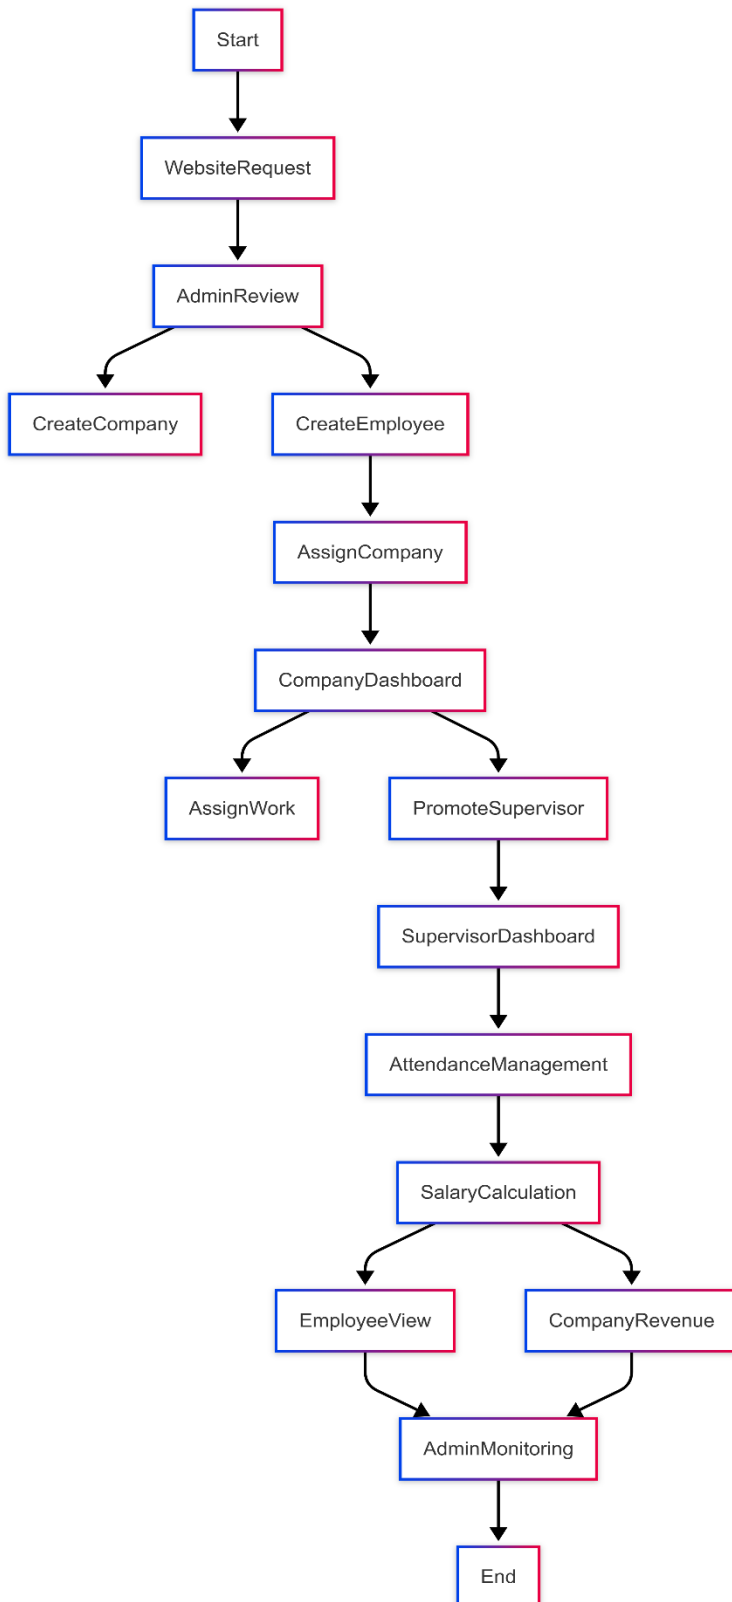 Start
WebsiteRequest
AdminReview
CreateCompany
CreateEmployee
AssignCompany
CompanyDashboard
AssignWork
PromoteSupervisor
SupervisorDashboard
AttendanceManagement
SalaryCalculation
EmployeeView
CompanyRevenue
AdminMonitoring
End